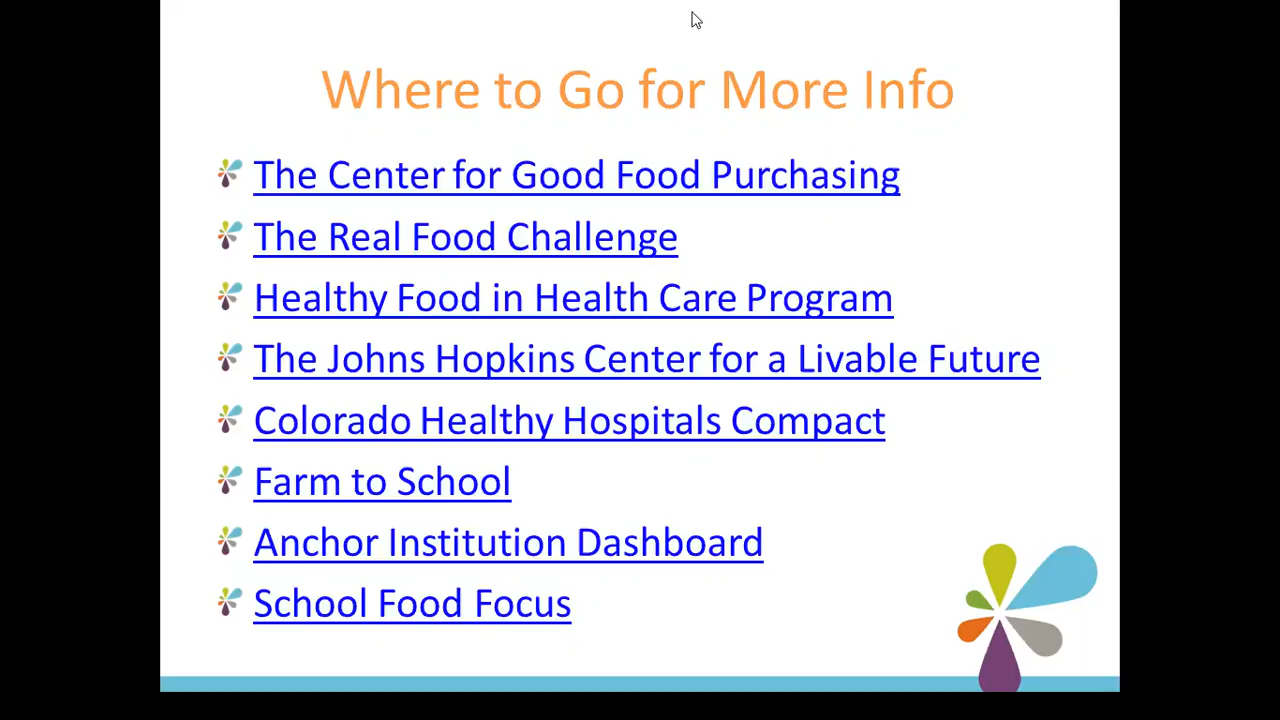 Where to Go for More Info
The Center for Good Food Purchasing
The Real Food Challenge
Healthy Food in Health Care Program
The Johns Hopkins Center for a Livable Future
Colorado Healthy Hospitals Compact
Farm to School
Anchor Institution Dashboard
School Food Focus